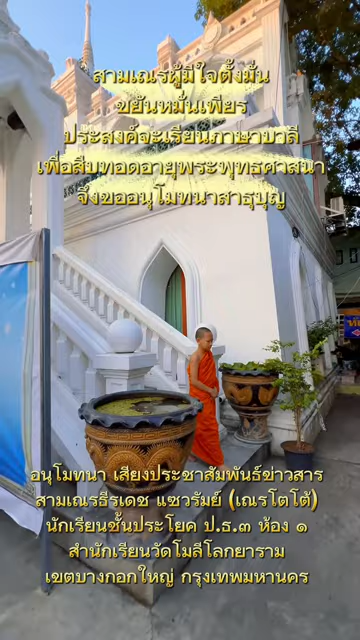 สามเณรผู้มีใจตั้งมั่น
ขยันหมั่นเพียร
ประสงค์จะเรียนภาษาบาลี
เพื่อสืบทอดอายุพระพุทธศาสนา
จึงขออนุโมทนาสาธุบุญ
อนุโมทนา เสียงประชาสัมพันธ์ข่าวสาร
สามเณรธีรเดช แซวรัมย์ (เณรโตโต้)
นักเรียนชั้นประโยค ป.ธ.๓ ห้อง ๑
สำนักเรียนวัดโมลีโลกยาราม
เขตบางกอกใหญ่ กรุงเทพมหานคร